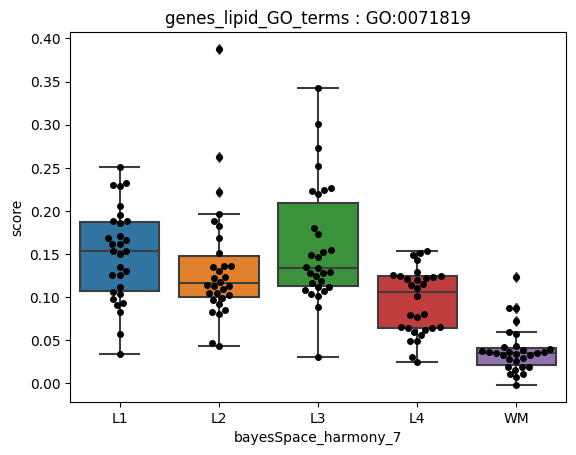 genes_lipid_GO_terms : GO:0071819
0.40
0.35
0.30
0.25
0.20
0.15
0.10
0.05
0.00
score
L1 L2 L3 L4 WM
bayesSpace_harmony_7